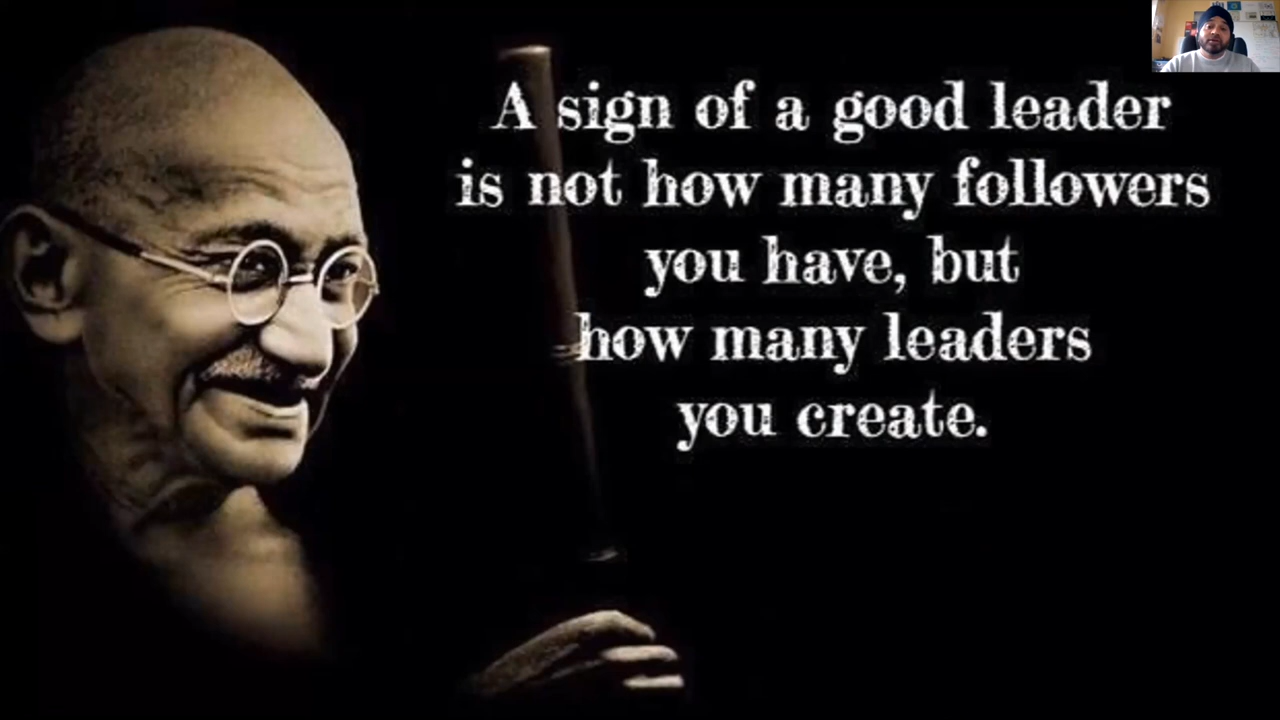 A sign of a good leader
is not how many followers
you have, but
how many leaders
you create.